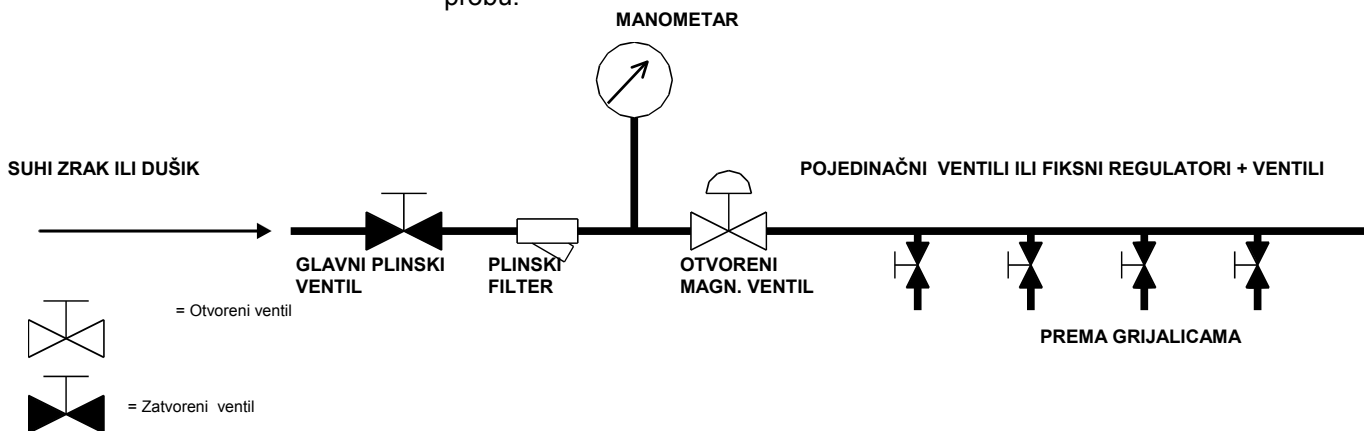 probu.
MANOMETAR
SUHI ZRAK ILI DUŠIK
POJEDINAČNI VENTILI ILI FIKSNI REGULATORI + VENTILI
GLAVNI PLINSKI
VENTIL
PLINSKI
FILTER
OTVORENI
MAGN. VENTIL
= Otvoreni ventil
PREMA GRIJALICAMA
= Zatvoreni ventil